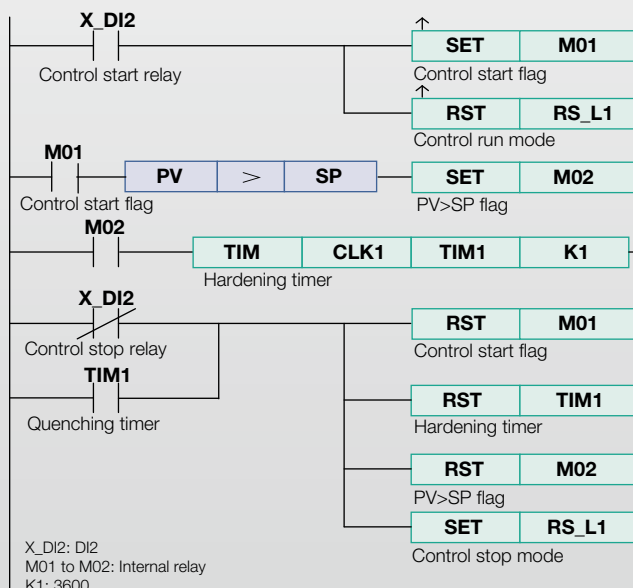 X_DI2
SET M01
Control start relay
Control start flag
RST RS_L1
Control run mode
M01
PV > SP
SET M02
Control start flag
PV>SP flag
M02
TIM CLK1 TIM1 K1
Hardening timer
X_DI2
RST M01
Control stop relay
Control start flag
TIM1
RST TIM1
Quenching timer
Hardening timer
RST M02
PV>SP flag
SET RS_L1
Control stop mode
X_DI2: DI2
M01 to M02: Internal relay
K1: 3600